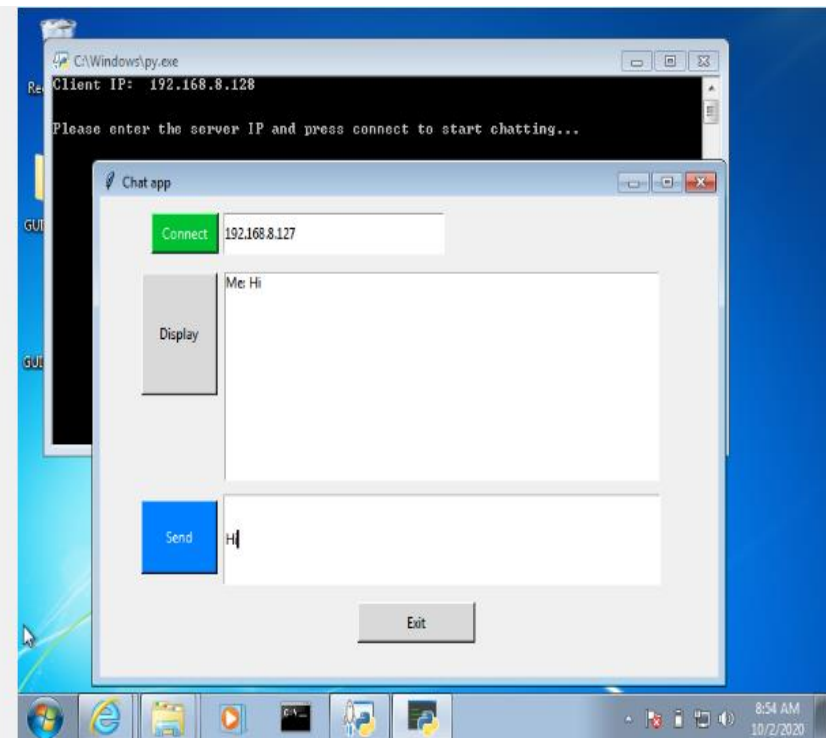 C:\Windows\py.exe
Client IP: 192.168.8.128
Please enter the server IP and press connect to start chatting...
Chat app
Connect
192.168.8.127
Me: Hi
Display
Send
Hi
Exit
8:54 AM
10/2/2020